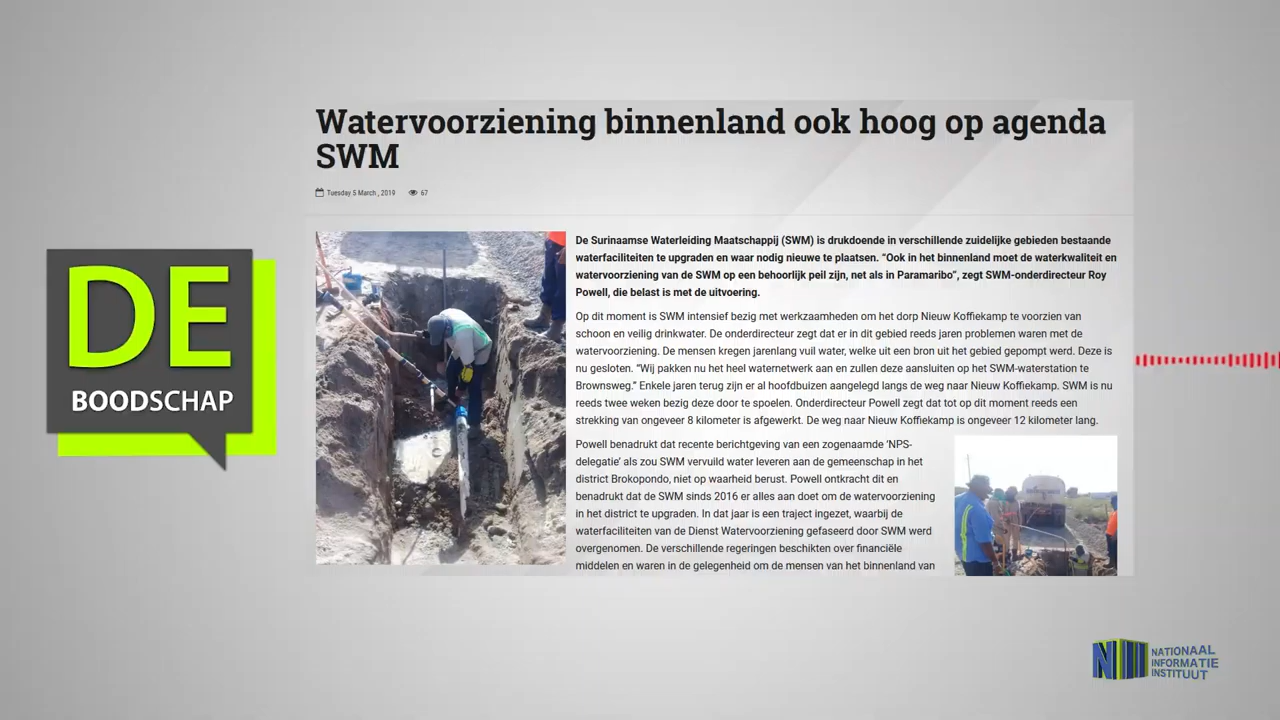 Watervoorziening binnenland ook hoog op agenda
SWM
Tuesday 5 March , 2019 67
De Surinaamse Waterleiding Maatschappij (SWM) is drukdoende in verschillende zuidelijke gebieden bestaande
waterfaciliteiten te upgraden en waar nodig nieuwe te plaatsen. “Ook in het binnenland moet de waterkwaliteit en
watervoorziening van de SWM op een behoorlijk peil zijn, net als in Paramaribo”, zegt SWM-onderdirecteur Roy
Powell, die belast is met de uitvoering.
Op dit moment is SWM intensief bezig met werkzaamheden om het dorp Nieuw Koffiekamp te voorzien van
schoon en veilig drinkwater. De onderdirecteur zegt dat er in dit gebied reeds jaren problemen waren met de
watervoorziening. De mensen kregen jarenlang vuil water, welke uit een bron uit het gebied gepompt werd. Deze is
nu gesloten. “Wij pakken nu het heel waternetwerk aan en zullen deze aansluiten op het SWM-waterstation te
Brownsweg.” Enkele jaren terug zijn er al hoofdbuizen aangelegd langs de weg naar Nieuw Koffiekamp. SWM is nu
reeds twee weken bezig deze door te spoelen. Onderdirecteur Powell zegt dat tot op dit moment reeds een
strekking van ongeveer 8 kilometer is afgewerkt. De weg naar Nieuw Koffiekamp is ongeveer 12 kilometer lang.
Powell benadrukt dat recente berichtgeving van een zogenaamde ‘NPS-
delegatie’ als zou SWM vervuild water leveren aan de gemeenschap in het
district Brokopondo, niet op waarheid berust. Powell ontkracht dit en
benadrukt dat de SWM sinds 2016 er alles aan doet om de watervoorziening
in het district te upgraden. In dat jaar is een traject ingezet, waarbij de
waterfaciliteiten van de Dienst Watervoorziening gefaseerd door SWM werd
overgenomen. De verschillende regeringen beschikten over financiële
middelen en waren in de gelegenheid om de mensen van het binnenland van
DE
BOODSCHAP
NII
NATIONAAL
INFORMATIE
INSTITUUT